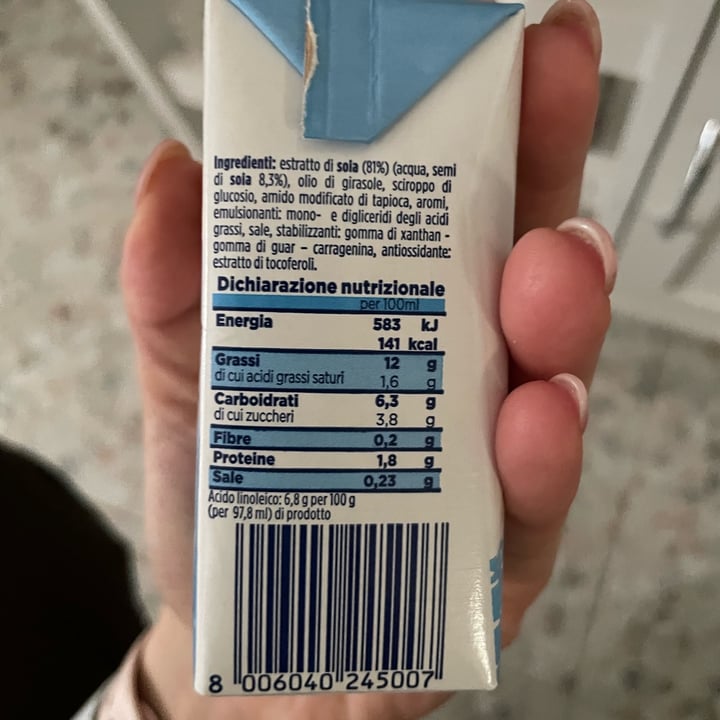 Ingredienti: estratto di soia (81%) (acqua, semi
di soia 8,3%), olio di girasole, sciroppo di
glucosio, amido modificato di tapioca, aromi,
emulsionanti: mono- e digliceridi degli acidi
grassi, sale, stabilizzanti: gomma di xanthan -
gomma di guar – carragenina, antiossidante:
estratto di tocoferoli.
Dichiarazione nutrizionale
per 100ml
Energia 583 kJ
141 kcal
Grassi 12 g
di cui acidi grassi saturi 1,6 g
Carboidrati 6,3 g
di cui zuccheri 3,8 g
Fibre 0,2 g
Proteine 1,8 g
Sale 0,23 g
Acido linoleico: 6,8 g per 100 g
(per 97,8 ml) di prodotto
8 006040 245007